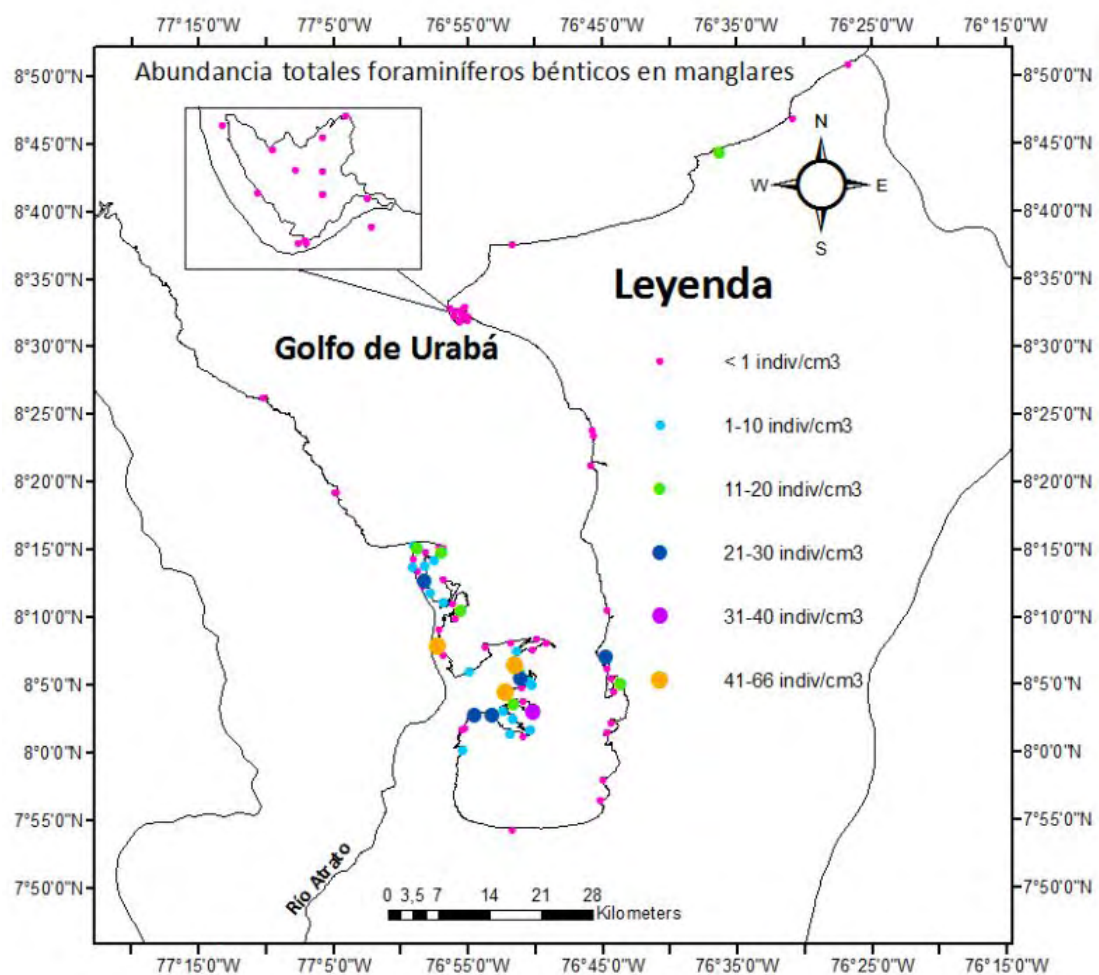 77°15'0"W 77°5'0"W 76°55'0"W 76°45'0"W 76°35'0"W 76°25'0"W 76°15'0"W
Abundancia totales foraminíferos bénticos en manglares
8°50'0"N 8°50'0"N
8°45'0"N 8°45'0"N
N
W E
S
8°40'0"N 8°40'0"N
8°35'0"N 8°35'0"N
Leyenda
Golfo de Urabá
8°30'0"N 8°30'0"N
< 1 indiv/cm3
8°25'0"N 8°25'0"N
1-10 indiv/cm3
8°20'0"N 8°20'0"N
11-20 indiv/cm3
8°15'0"N 8°15'0"N
21-30 indiv/cm3
8°10'0"N 8°10'0"N
31-40 indiv/cm3
8°5'0"N 8°5'0"N
41-66 indiv/cm3
8°0'0"N 8°0'0"N
7°55'0"N 7°55'0"N
Río Atrato
7°50'0"N 7°50'0"N
0 3,5 7 14 21 28
Kilometers
77°15'0"W 77°5'0"W 76°55'0"W 76°45'0"W 76°35'0"W 76°25'0"W 76°15'0"W